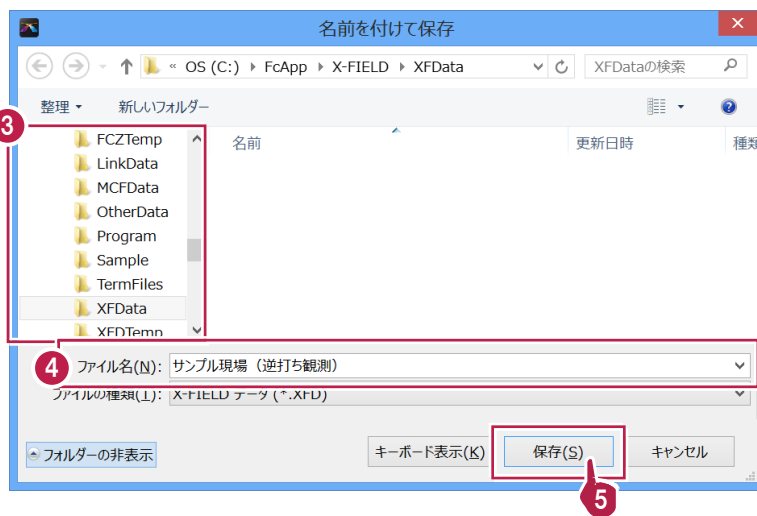 名前を付けて保存
« OS (C:) FcApp X-FIELD XFData XFDataの検索
整理 新しいフォルダー
3
名前 更新日時 種類
FCZTemp
LinkData
MCFData
OtherData
Program
Sample
TermFiles
XFData
XFDTemp
4 ファイル名(N): サンプル現場（逆打ち観測）
ファイルの種類(T): X-FIELD データ (*.XFD)
フォルダーの非表示 キーボード表示(K) 保存(S) キャンセル
5